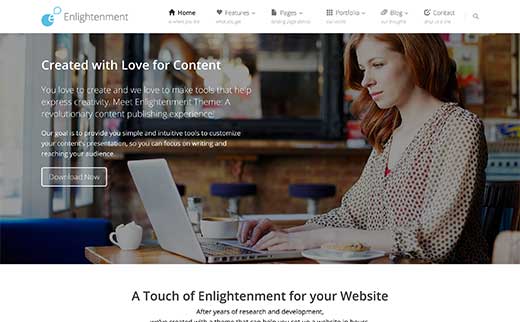 Enlightenment
Home
Features
Pages
Portfolio
Blog
Contact
is where you live
what you get
landing page demos
our works
our thoughts
drop us a line
Created with Love for Content
You love to create and we love to make tools that help
express creativity. Meet Enlightenment Theme: A
revolutionary content publishing experience!
Our goal is to provide you simple and intuitive tools to customize
your content's presentation, so you can focus on writing and
reaching your audience.
Download Now
A Touch of Enlightenment for your Website
After years of research and development,
we've created with a theme that can help you set up a website in hours